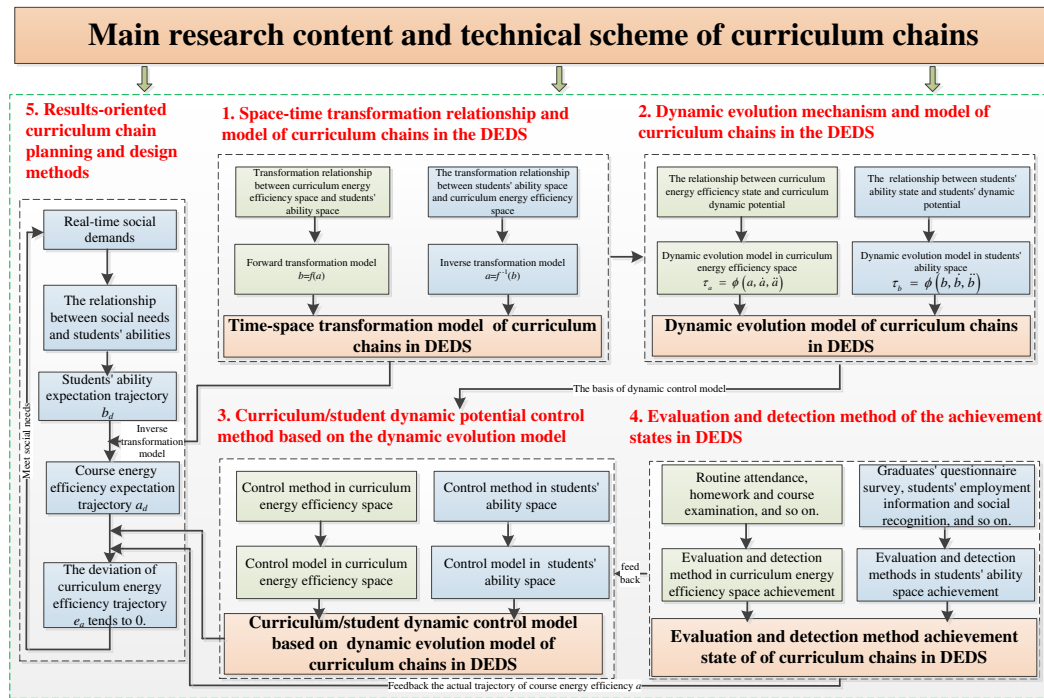 Main research content and technical scheme of curriculum chains
5. Results-oriented
curriculum chain
planning and design
methods
Real-time social
demands
The relationship
between social needs
and students' abilities
Students' ability
expectation trajectory
b_d
Inverse
transformation
model
Course energy
efficiency expectation
trajectory a_d
The deviation of
curriculum energy
efficiency trajectory
e_a tends to 0.
Meet social needs
1. Space-time transformation relationship and
model of curriculum chains in the DEDS
Transformation relationship
between curriculum energy
efficiency space and students'
ability space
The transformation relationship
between students' ability space
and curriculum energy efficiency
space
Forward transformation model
b=f(a)
Inverse transformation model
a=f⁻¹(b)
Time-space transformation model of curriculum
chains in DEDS
2. Dynamic evolution mechanism and model of
curriculum chains in the DEDS
The relationship between curriculum
energy efficiency state and curriculum
dynamic potential
The relationship between students'
ability state and students' dynamic
potential
Dynamic evolution model in curriculum
energy efficiency space
τ_a = ϕ(a, ȧ, ä)
Dynamic evolution model in students'
ability space
τ_b = ϕ(b, ḃ, b̈)
Dynamic evolution model of curriculum chains
in DEDS
The basis of dynamic control model
3. Curriculum/student dynamic potential control
method based on the dynamic evolution model
Control method in curriculum
energy efficiency space
Control method in students'
ability space
Control model in curriculum
energy efficiency space
Control model in students'
ability space
Curriculum/student dynamic control model
based on dynamic evolution model of
curriculum chains in DEDS
feed
back
4. Evaluation and detection method of the achievement
states in DEDS
Routine attendance,
homework and course
examination, and so on.
Graduates' questionnaire
survey, students' employment
information and social
recognition, and so on.
Evaluation and detection
method in curriculum energy
efficiency space achievement
Evaluation and detection
methods in students' ability
space achievement
Evaluation and detection method achievement
state of of curriculum chains in DEDS
Feedback the actual trajectory of course energy efficiency a